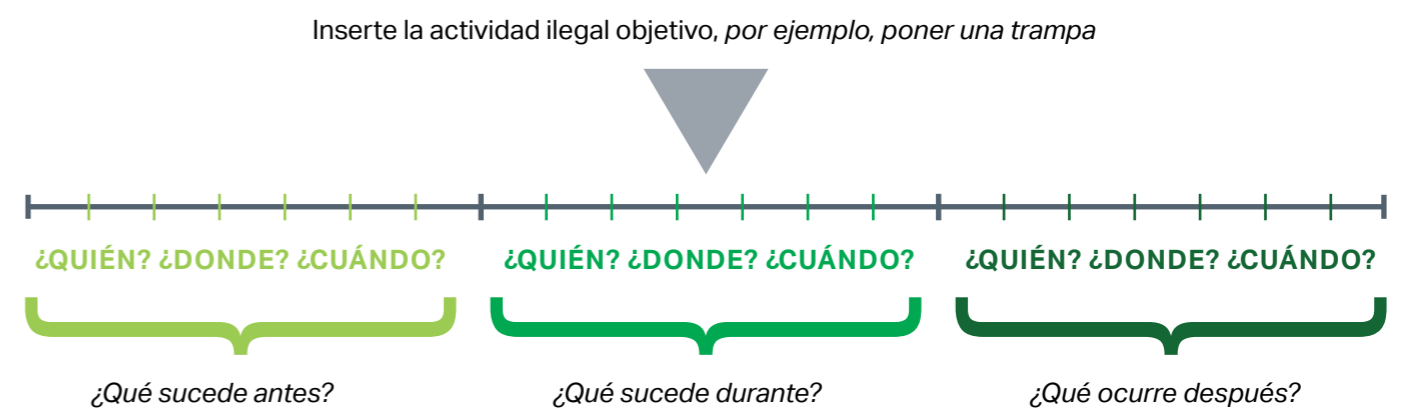 Inserte la actividad ilegal objetivo, por ejemplo, poner una trampa
¿QUIÉN? ¿DONDE? ¿CUÁNDO?
¿QUIÉN? ¿DONDE? ¿CUÁNDO?
¿QUIÉN? ¿DONDE? ¿CUÁNDO?
¿Qué sucede antes?
¿Qué sucede durante?
¿Qué ocurre después?